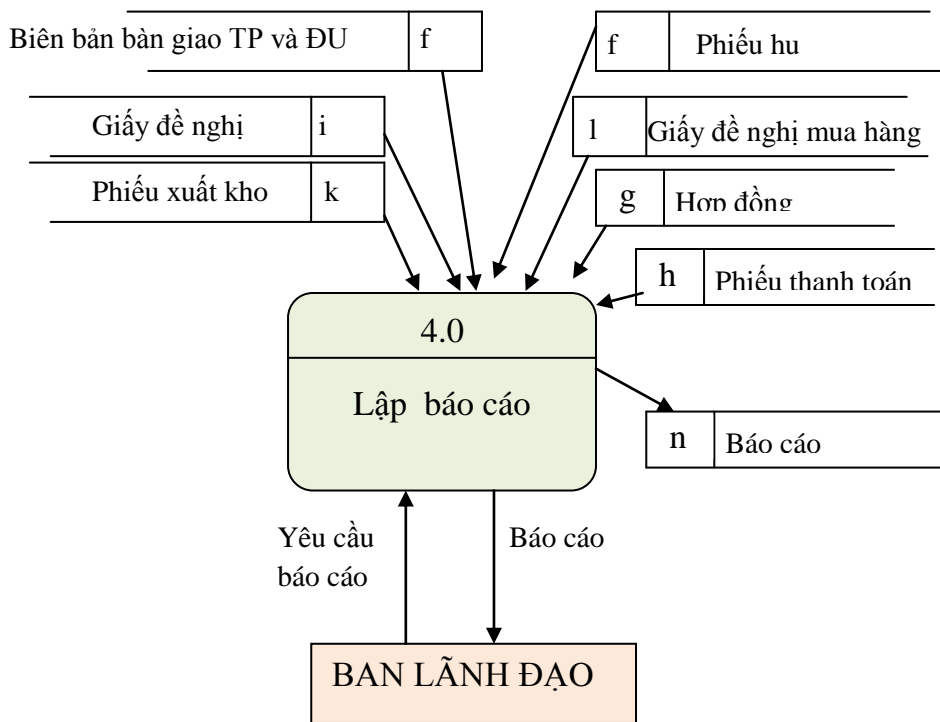 Biên bản bàn giao TP và ĐU f
f Phiếu hu
Giấy đề nghị i
l Giấy đề nghị mua hàng
Phiếu xuất kho k
g Hợp đồng
h Phiếu thanh toán
4.0
Lập báo cáo
n Báo cáo
Yêu cầu
báo cáo
Báo cáo
BAN LÃNH ĐẠO